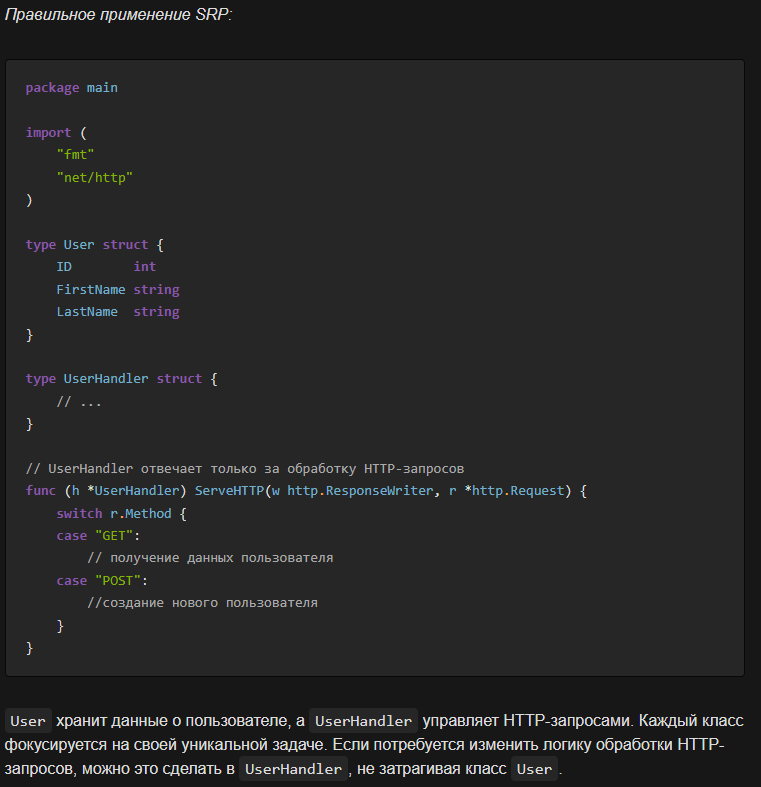 Правильное применение SRP:
package main
import (
    "fmt"
    "net/http"
)
type User struct {
    ID        int
    FirstName string
    LastName  string
}
type UserHandler struct {
    // ...
}
// UserHandler отвечает только за обработку HTTP-запросов
func (h *UserHandler) ServeHTTP(w http.ResponseWriter, r *http.Request) {
    switch r.Method {
    case "GET":
        // получение данных пользователя
    case "POST":
        //создание нового пользователя
    }
}
User хранит данные о пользователе, а UserHandler управляет HTTP-запросами. Каждый класс
фокусируется на своей уникальной задаче. Если потребуется изменить логику обработки HTTP-
запросов, можно это сделать в UserHandler, не затрагивая класс User.